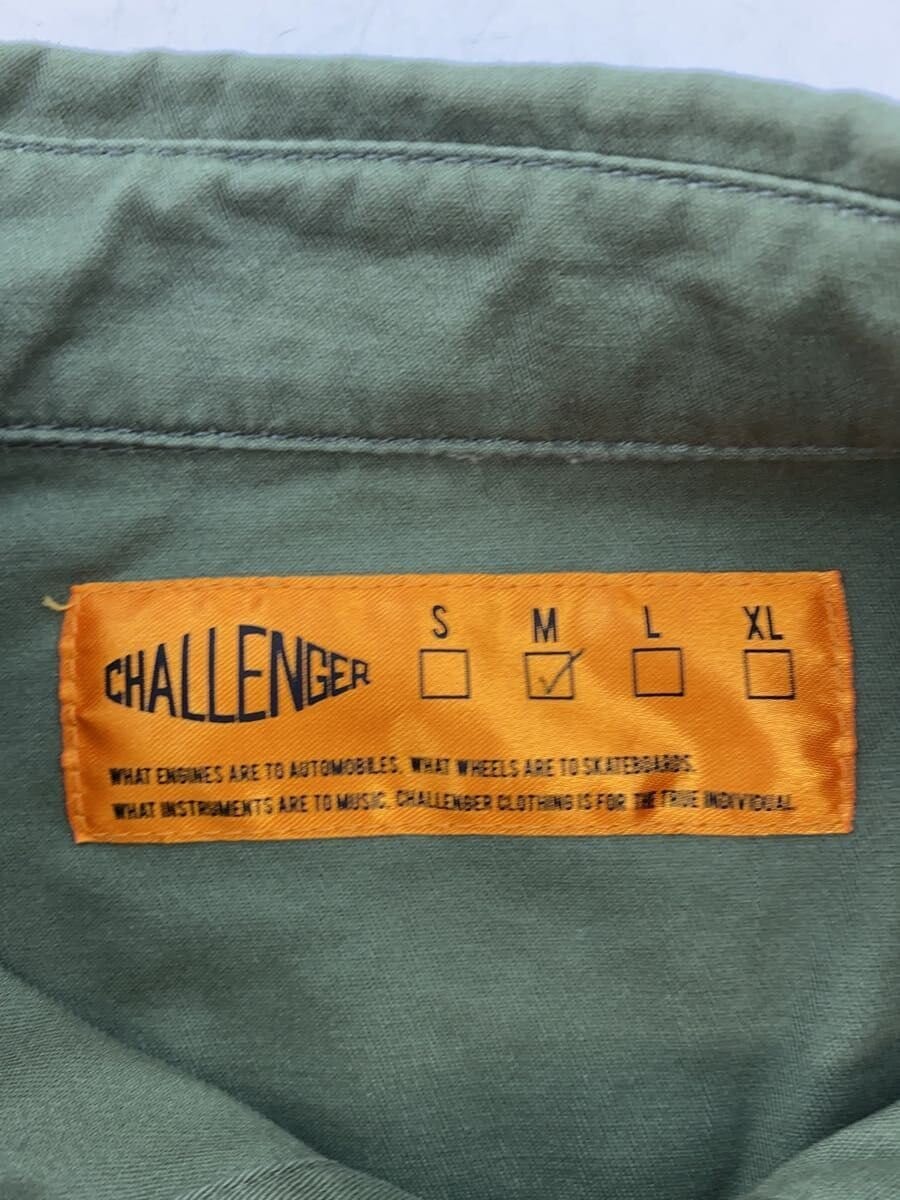 CHALLENGER
S M L XL
WHAT ENGINES ARE TO AUTOMOBILES, WHAT WHEELS ARE TO SKATEBOARDS.
WHAT INSTRUMENTS ARE TO MUSIC. CHALLENGER CLOTHING IS FOR THE TRUE INDIVIDUAL.